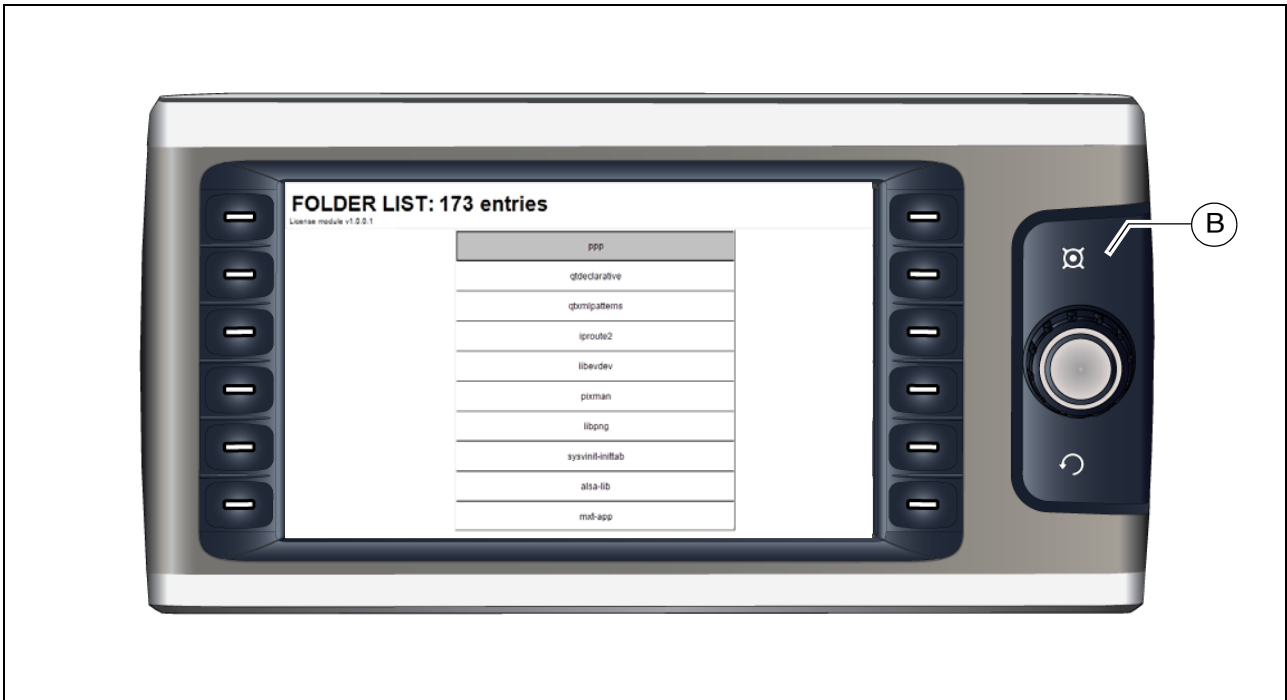 FOLDER LIST: 173 entries
License module v1.0.0.1
ppp
qtdeclarative
qtxmlpatterns
iproute2
libevdev
pixman
libpng
sysvinit-inittab
alsa-lib
mxf-app
B